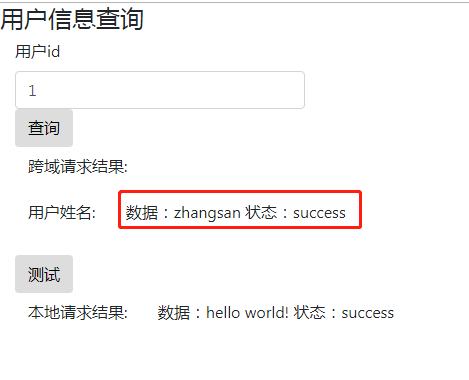 用户信息查询
用户id
1
查询
跨域请求结果:
用户姓名: 数据：zhangsan 状态：success
测试
本地请求结果: 数据：hello world! 状态：success